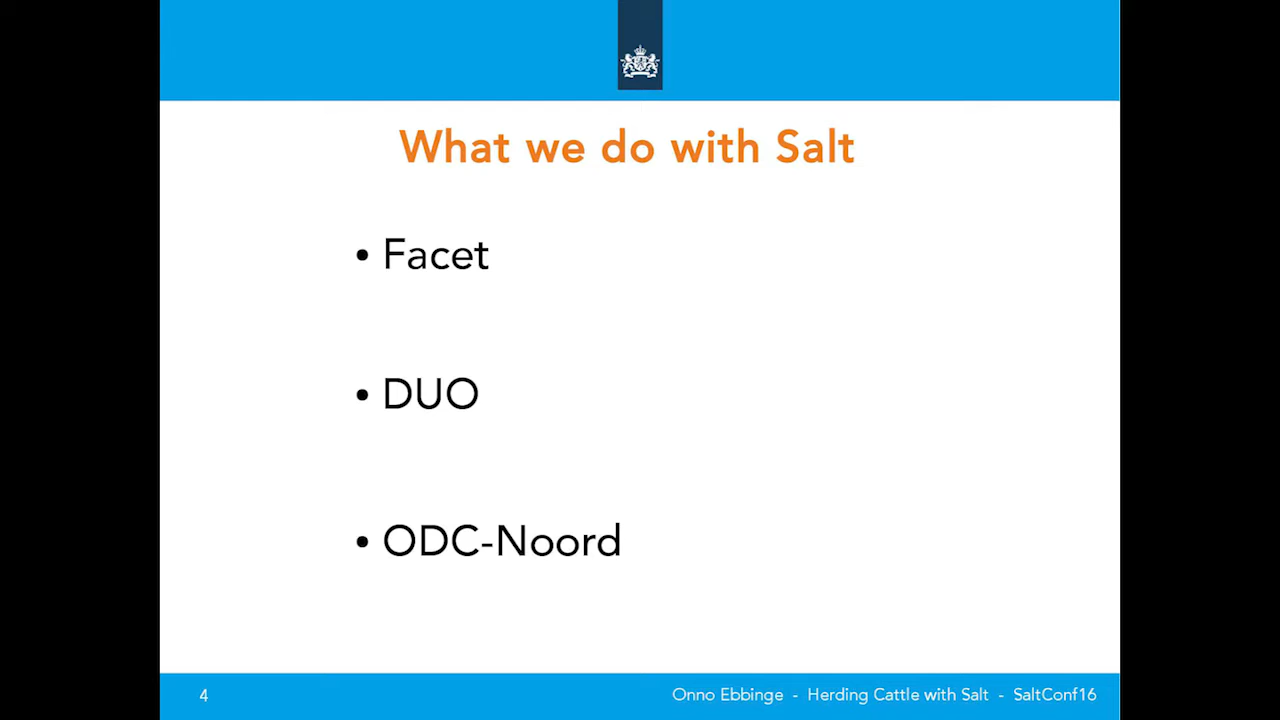 What we do with Salt
• Facet
• DUO
• ODC-Noord
4
Onno Ebbinge - Herding Cattle with Salt - SaltConf16